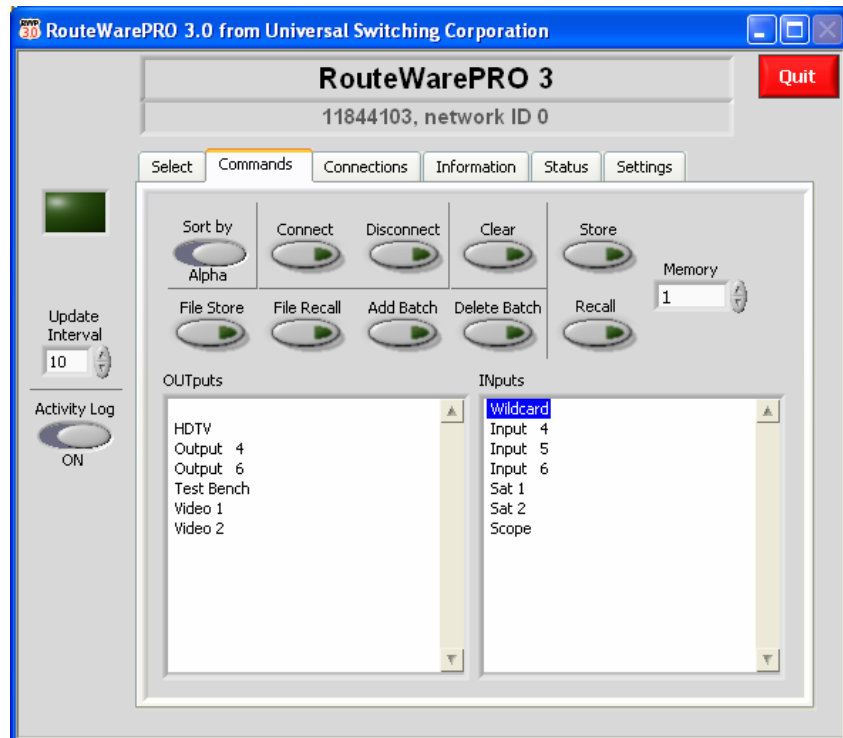 RWP 3.0 RouteWarePRO 3.0 from Universal Switching Corporation
RouteWarePRO 3
Quit
11844103, network ID 0
Select Commands Connections Information Status Settings
Sort by Connect Disconnect Clear Store
Alpha
Memory
1
File Store File Recall Add Batch Delete Batch Recall
Update
Interval
10
Activity Log
ON
OUTputs
HDTV
Output 4
Output 6
Test Bench
Video 1
Video 2
INputs
Wildcard
Input 4
Input 5
Input 6
Sat 1
Sat 2
Scope